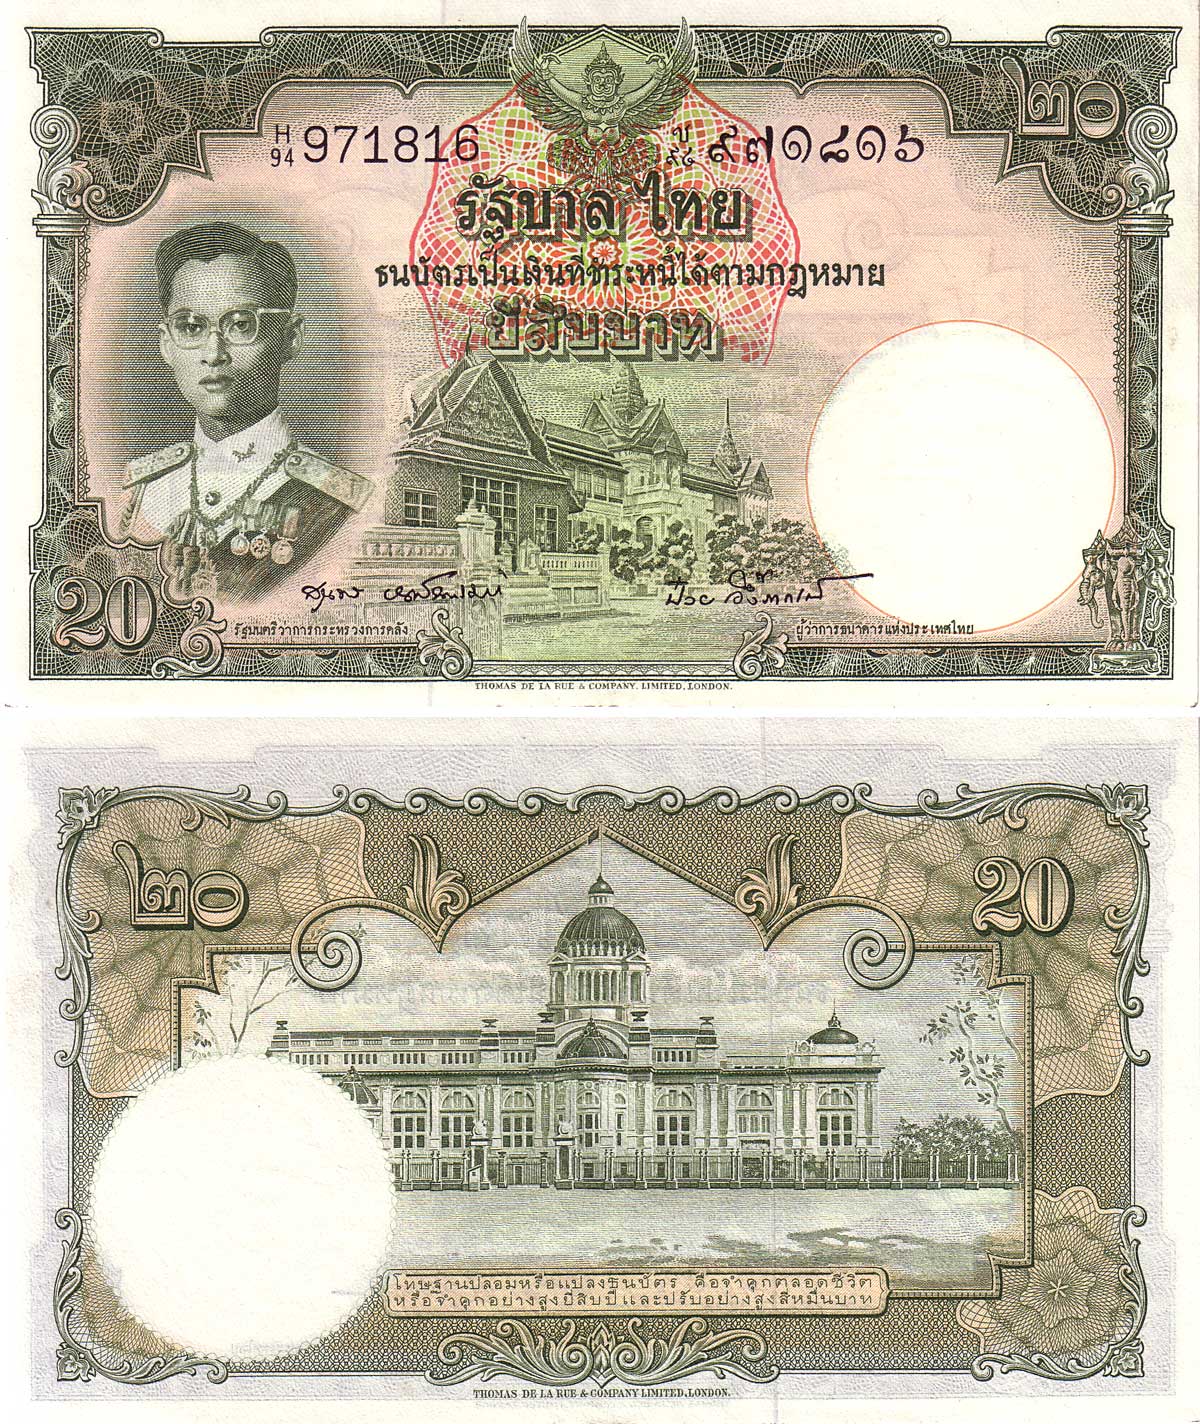 ๒๐
H
94 971816
ข
๙๔ ๙๗๑๘๑๖
รัฐบาลไทย
ธนบัตรเป็นเงินที่ชำระหนี้ได้ตามกฎหมาย
ยี่สิบบาท
20
รัฐมนตรีว่าการกระทรวงการคลัง
ผู้ว่าการธนาคารแห่งประเทศไทย
THOMAS DE LA RUE & COMPANY, LIMITED, LONDON.
๒๐
20
โทษฐานปลอมหรือแปลงธนบัตร คือจำคุกตลอดชีวิต
หรือจำคุกอย่างสูงยี่สิบปีและปรับอย่างสูงสี่หมื่นบาท
THOMAS DE LA RUE & COMPANY LIMITED, LONDON.